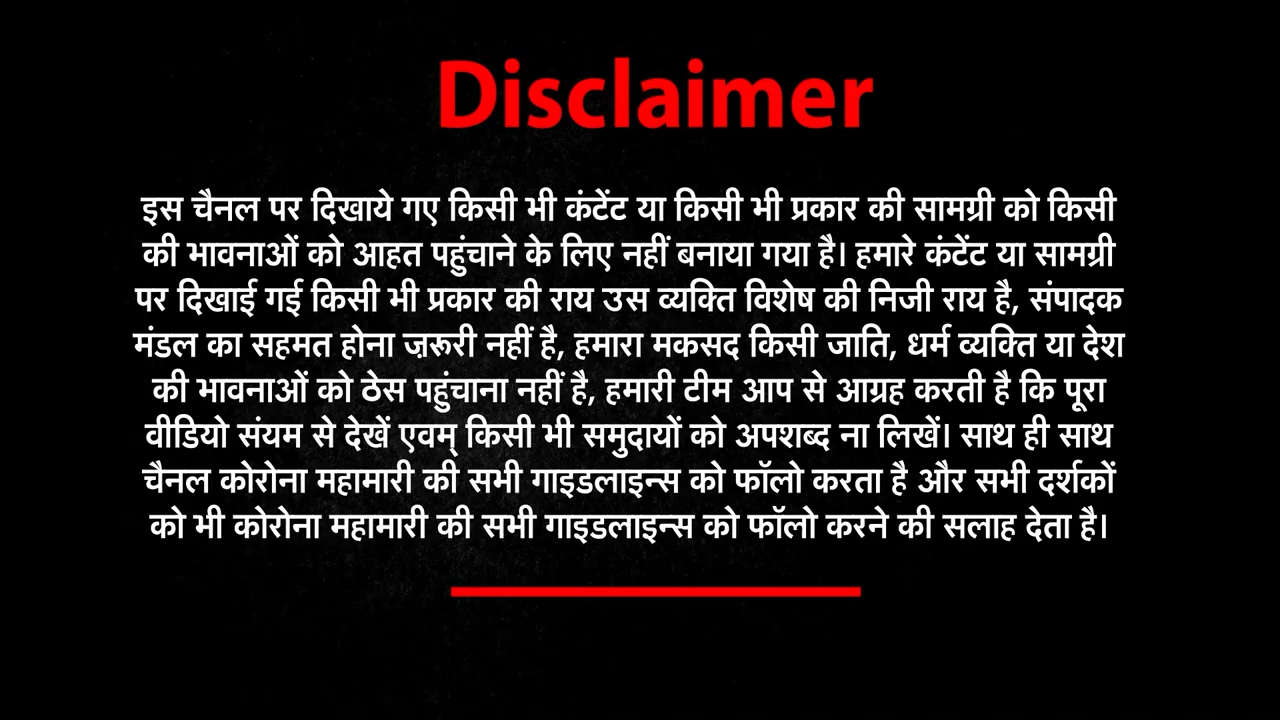 Disclaimer
इस चैनल पर दिखाये गए किसी भी कंटेंट या किसी भी प्रकार की सामग्री को किसी
की भावनाओं को आहत पहुंचाने के लिए नहीं बनाया गया है। हमारे कंटेंट या सामग्री
पर दिखाई गई किसी भी प्रकार की राय उस व्यक्ति विशेष की निजी राय है, संपादक
मंडल का सहमत होना ज़रूरी नहीं है, हमारा मकसद किसी जाति, धर्म व्यक्ति या देश
की भावनाओं को ठेस पहुंचाना नहीं है, हमारी टीम आप से आग्रह करती है कि पूरा
वीडियो संयम से देखें एवम् किसी भी समुदायों को अपशब्द ना लिखें। साथ ही साथ
चैनल कोरोना महामारी की सभी गाइडलाइन्स को फॉलो करता है और सभी दर्शकों
को भी कोरोना महामारी की सभी गाइडलाइन्स को फॉलो करने की सलाह देता है।